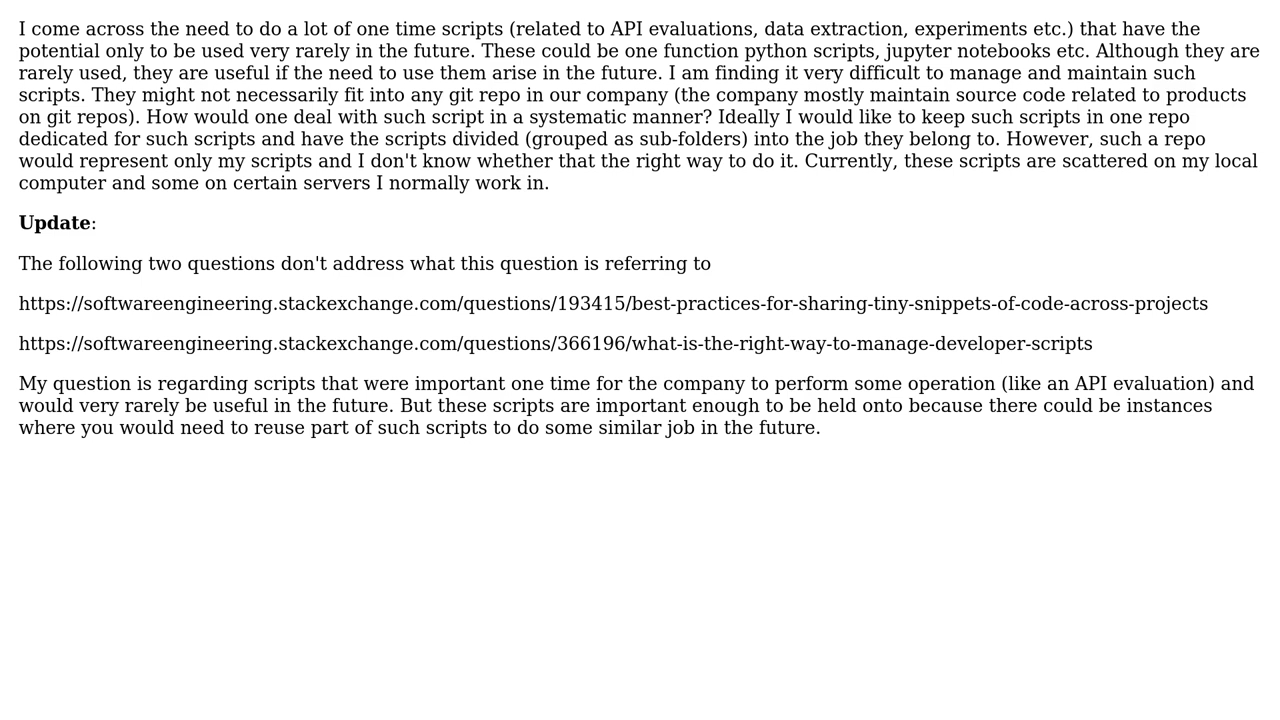 I come across the need to do a lot of one time scripts (related to API evaluations, data extraction, experiments etc.) that have the
potential only to be used very rarely in the future. These could be one function python scripts, jupyter notebooks etc. Although they are
rarely used, they are useful if the need to use them arise in the future. I am finding it very difficult to manage and maintain such
scripts. They might not necessarily fit into any git repo in our company (the company mostly maintain source code related to products
on git repos). How would one deal with such script in a systematic manner? Ideally I would like to keep such scripts in one repo
dedicated for such scripts and have the scripts divided (grouped as sub-folders) into the job they belong to. However, such a repo
would represent only my scripts and I don't know whether that the right way to do it. Currently, these scripts are scattered on my local
computer and some on certain servers I normally work in.
Update:
The following two questions don't address what this question is referring to
https://softwareengineering.stackexchange.com/questions/193415/best-practices-for-sharing-tiny-snippets-of-code-across-projects
https://softwareengineering.stackexchange.com/questions/366196/what-is-the-right-way-to-manage-developer-scripts
My question is regarding scripts that were important one time for the company to perform some operation (like an API evaluation) and
would very rarely be useful in the future. But these scripts are important enough to be held onto because there could be instances
where you would need to reuse part of such scripts to do some similar job in the future.